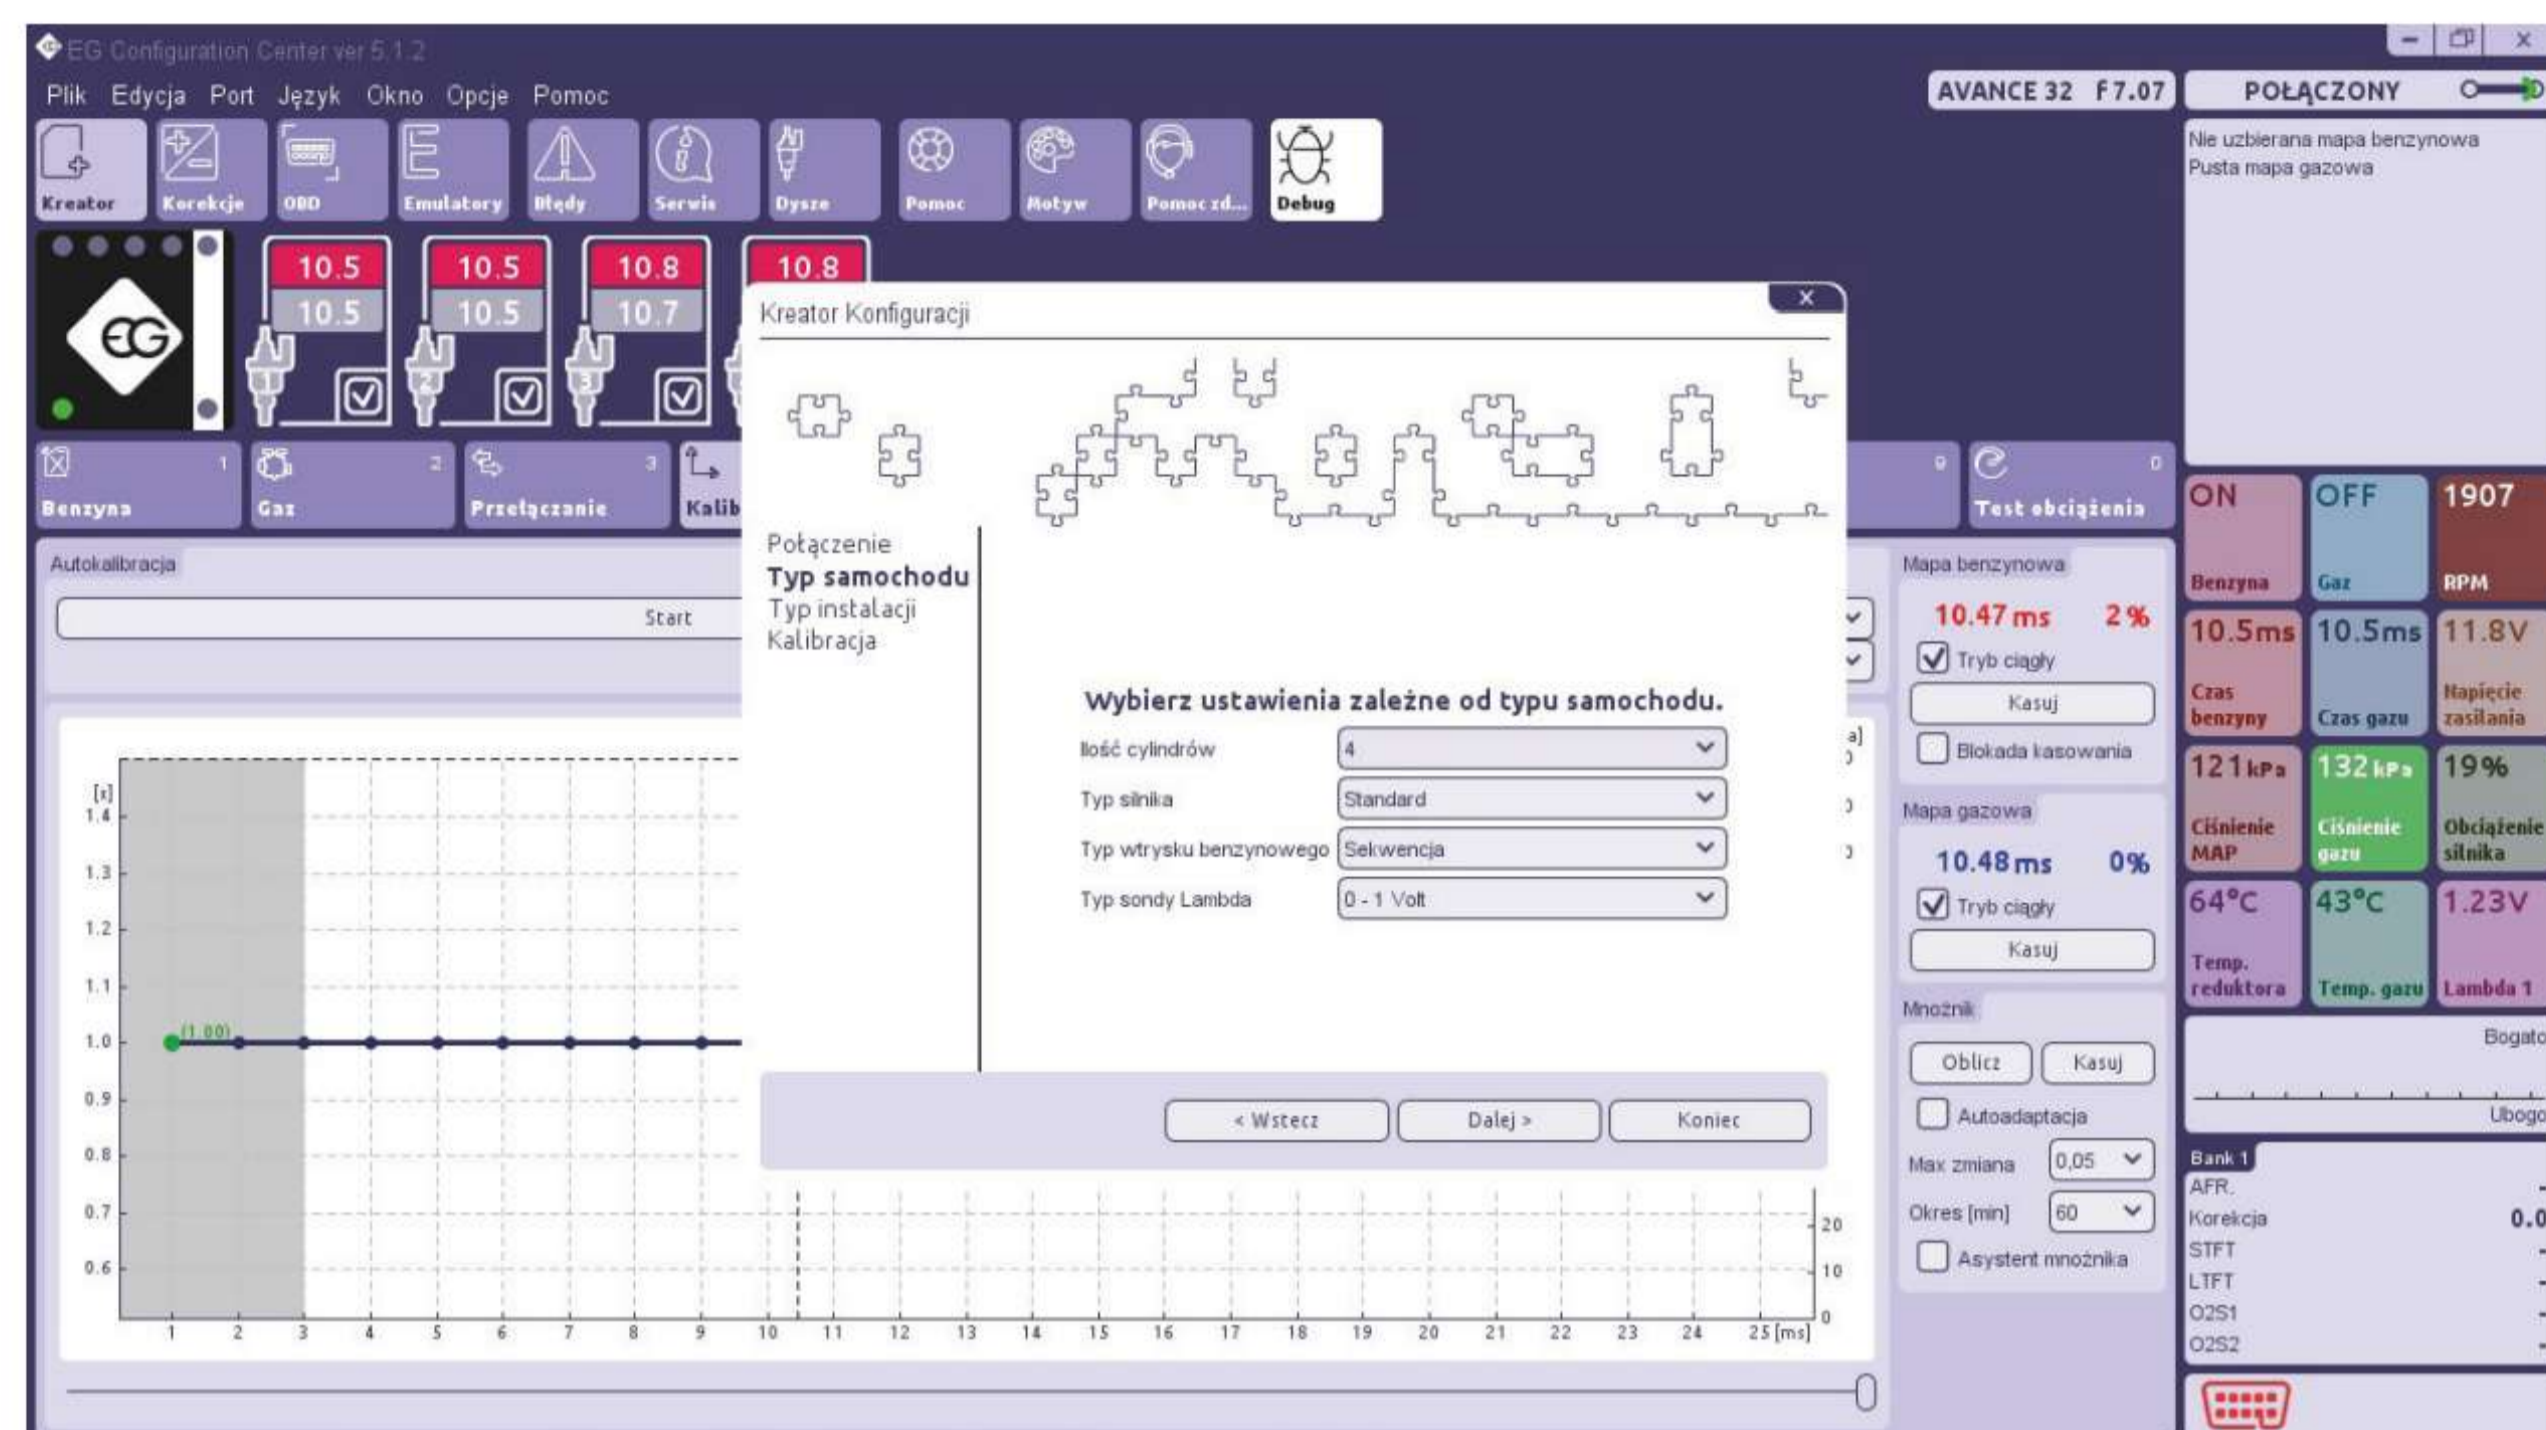 EG Configuration Center ver 5.1.2
Plik Edycja Port Język Okno Opcje Pomoc
AVANCE 32 f 7.07
POŁĄCZONY
Kreator
Korekcje
OBD
Emulatory
Błędy
Serwis
Dysze
Pomoc
Motyw
Pomoc zd...
Debug
Nie uzbierana mapa benzynowa
Pusta mapa gazowa
EG
10.5 10.5 10.8 10.8
10.5 10.5 10.7
1 2 3
Benzyna 1
Gaz 2
Przełączanie 3
Kalib
9
Test obciążenia 0
Kreator Konfiguracji
X
Połączenie
Typ samochodu
Typ instalacji
Kalibracja
Wybierz ustawienia zależne od typu samochodu.
Ilość cylindrów 4
Typ silnika Standard
Typ wtrysku benzynowego Sekwencja
Typ sondy Lambda 0 - 1 Volt
< Wstecz
Dalej >
Koniec
Autokalibracja
Start
[x]
1.4
1.3
1.2
1.1
1.0
0.9
0.8
0.7
0.6
(1.00)
1 2 3 4 5 6 7 8 9 10 11 12 13 14 15 16 17 18 19 20 21 22 23 24 25 [ms]
a]
20
10
0
Mapa benzynowa
10.47 ms 2 %
Tryb ciągły
Kasuj
Blokada kasowania
Mapa gazowa
10.48 ms 0%
Tryb ciągły
Kasuj
Mnożnik
Oblicz
Kasuj
Autoadaptacja
Max zmiana 0,05
Okres [min] 60
Asystent mnożnika
ON
Benzyna
OFF
Gaz
1907
RPM
10.5ms
Czas
benzyny
10.5ms
Czas gazu
11.8V
Napięcie
zasilania
121 kPa
Ciśnienie
MAP
132 kPa
Ciśnienie
gazu
19%
Obciążenie
silnika
64°C
Temp.
reduktora
43°C
Temp. gazu
1.23V
Lambda 1
Bogato
Ubogo
Bank 1
AFR. -
Korekcja 0.0
STFT -
LTFT -
O2S1 -
O2S2 -